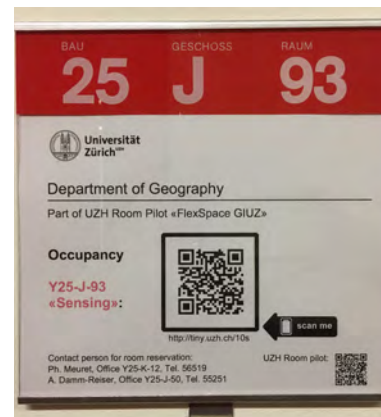 BAU GESCHOSS RAUM
25 J 93
Universität
Zürich UZH
Department of Geography
Part of UZH Room Pilot «FlexSpace GIUZ»
Occupancy
Y25-J-93
«Sensing»:
scan me
http://tiny.uzh.ch/10s
Contact person for room reservation:
Ph. Meuret, Office Y25-K-12, Tel. 56519
A. Damm-Reiser, Office Y25-J-50, Tel. 55251
UZH Room pilot: